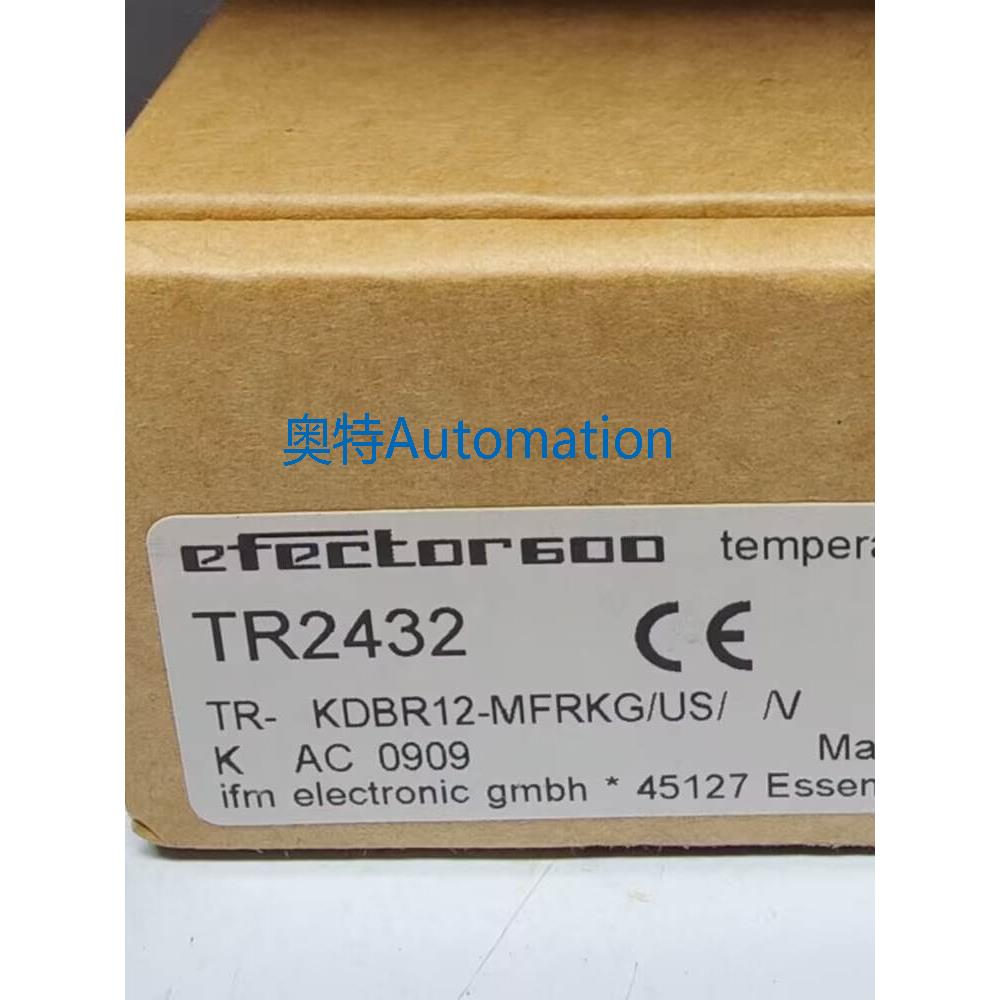 奥特Automation
efector600 tempera
TR2432 CE
TR- KDBR12-MFRKG/US/ /V
K AC 0909 Ma
ifm electronic gmbh * 45127 Essen